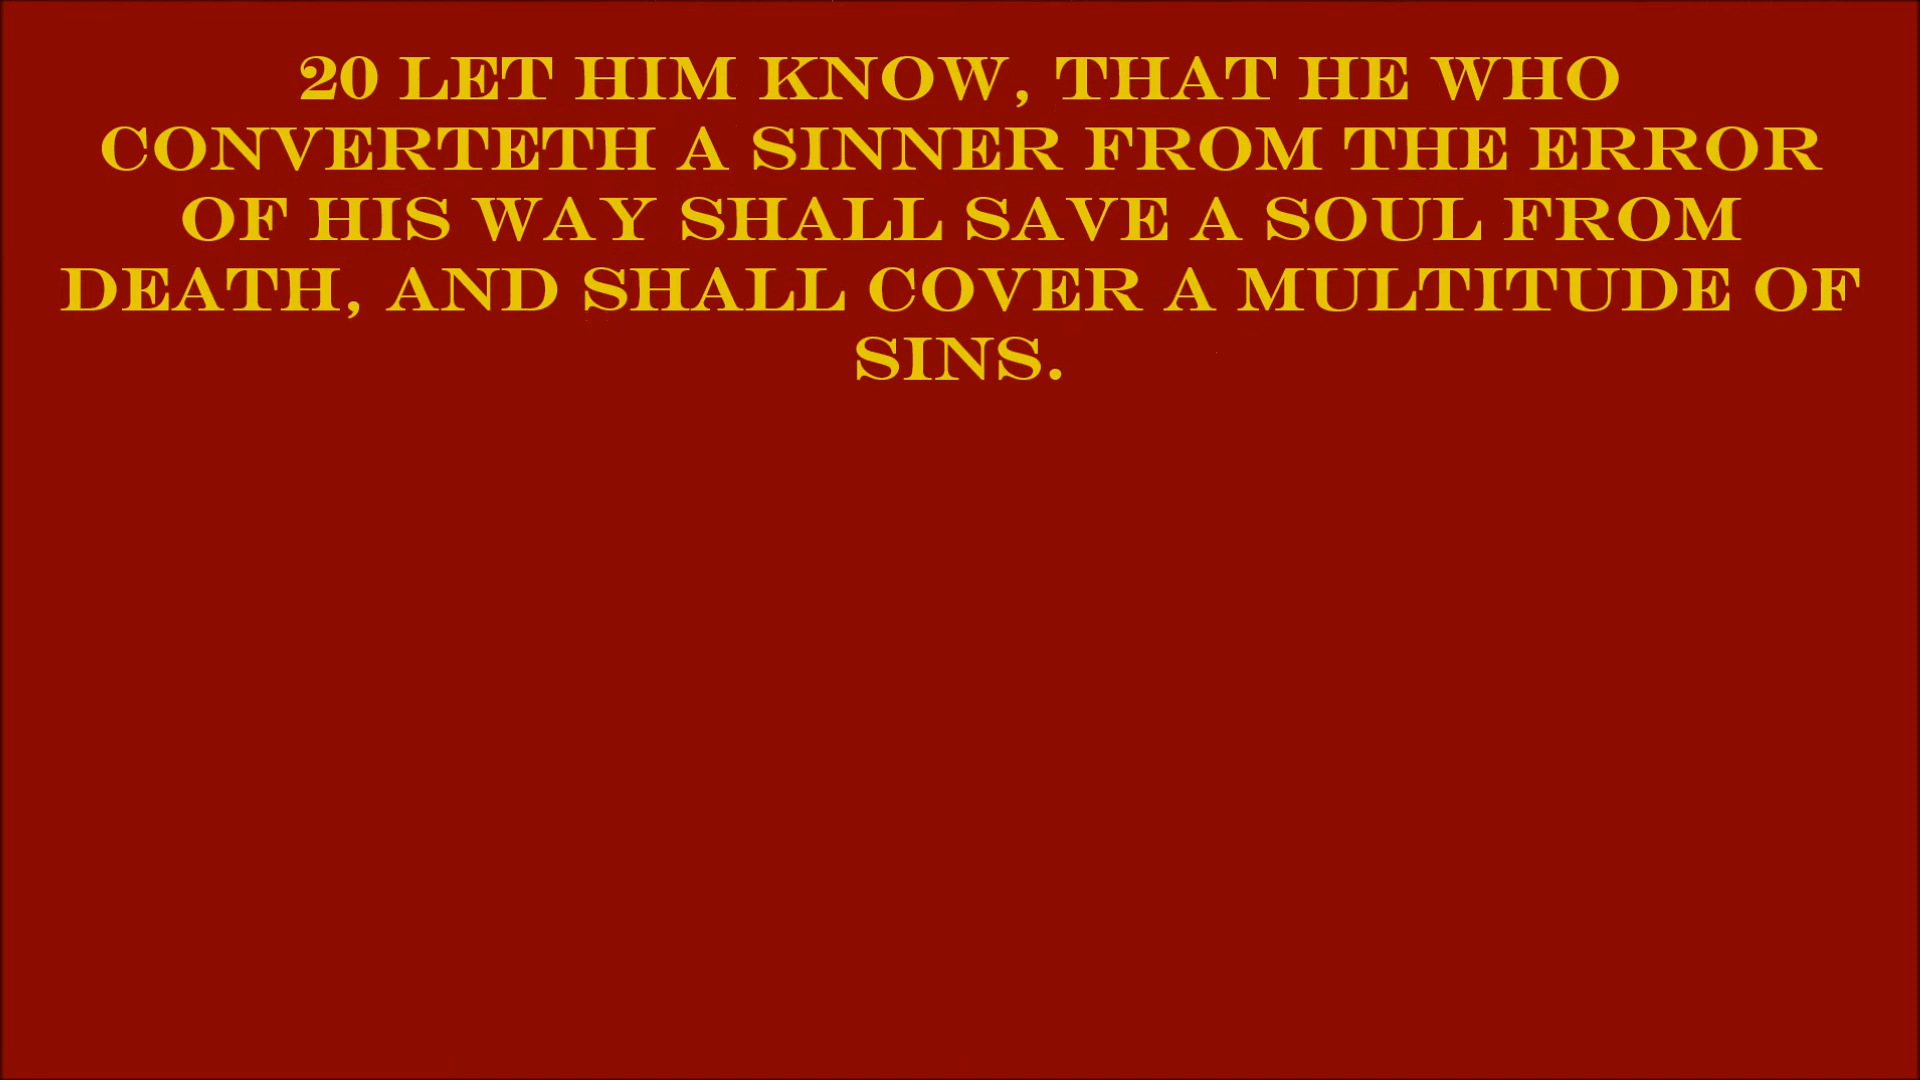 20 LET HIM KNOW, THAT HE WHO
CONVERTETH A SINNER FROM THE ERROR
OF HIS WAY SHALL SAVE A SOUL FROM
DEATH, AND SHALL COVER A MULTITUDE OF
SINS.